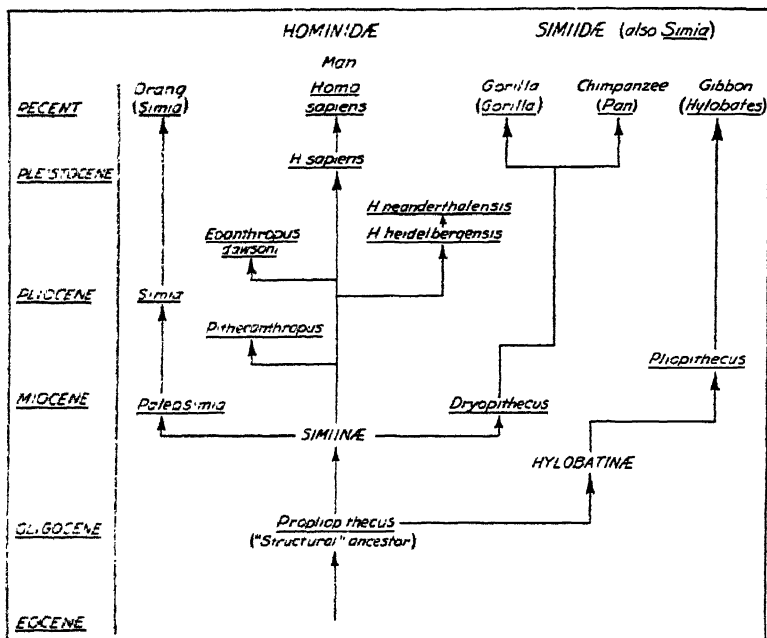 HOMINIDÆ
SIMIIDÆ (also Simia)
Man
Orang
(Simia)
Homo
sapiens
Gorilla
(Gorilla)
Chimpanzee
(Pan)
Gibbon
(Hylobates)
RECENT
H sapiens
PLEISTOCENE
H neanderthalensis
H heidelbergensis
Eoanthropus
dawsoni
PLIOCENE
Simia
Pithecanthropus
Pliopithecus
MIOCENE
Paleosimia
Dryopithecus
SIMIINÆ
HYLOBATINÆ
OLIGOCENE
Propliopithecus
("Structural" ancestor)
EOCENE